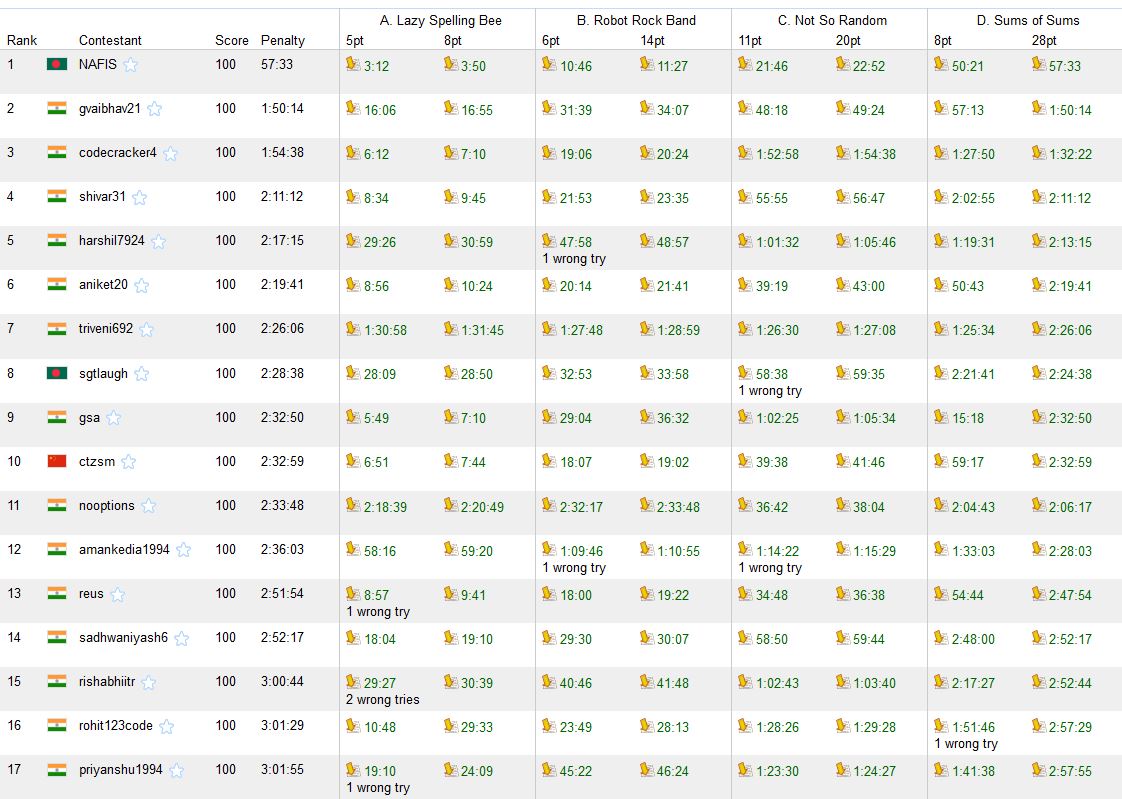 A. Lazy Spelling Bee B. Robot Rock Band C. Not So Random D. Sums of Sums
Rank Contestant Score Penalty 5pt 8pt 6pt 14pt 11pt 20pt 8pt 28pt
1 NAFIS 100 57:33 3:12 3:50 10:46 11:27 21:46 22:52 50:21 57:33
2 gvaibhav21 100 1:50:14 16:06 16:55 31:39 34:07 48:18 49:24 57:13 1:50:14
3 codecracker4 100 1:54:38 6:12 7:10 19:06 20:24 1:52:58 1:54:38 1:27:50 1:32:22
4 shivar31 100 2:11:12 8:34 9:45 21:53 23:35 55:55 56:47 2:02:55 2:11:12
5 harshil7924 100 2:17:15 29:26 30:59 47:58 48:57 1:01:32 1:05:46 1:19:31 2:13:15
1 wrong try
6 aniket20 100 2:19:41 8:56 10:24 20:14 21:41 39:19 43:00 50:43 2:19:41
7 triveni692 100 2:26:06 1:30:58 1:31:45 1:27:48 1:28:59 1:26:30 1:27:08 1:25:34 2:26:06
8 sgtlaugh 100 2:28:38 28:09 28:50 32:53 33:58 58:38 59:35 2:21:41 2:24:38
1 wrong try
9 gsa 100 2:32:50 5:49 7:10 29:04 36:32 1:02:25 1:05:34 15:18 2:32:50
10 ctzsm 100 2:32:59 6:51 7:44 18:07 19:02 39:38 41:46 59:17 2:32:59
11 nooptions 100 2:33:48 2:18:39 2:20:49 2:32:17 2:33:48 36:42 38:04 2:04:43 2:06:17
12 amankedia1994 100 2:36:03 58:16 59:20 1:09:46 1:10:55 1:14:22 1:15:29 1:33:03 2:28:03
1 wrong try 1 wrong try
13 reus 100 2:51:54 8:57 9:41 18:00 19:22 34:48 36:38 54:44 2:47:54
1 wrong try
14 sadhwaniyash6 100 2:52:17 18:04 19:10 29:30 30:07 58:50 59:44 2:48:00 2:52:17
15 rishabhiitr 100 3:00:44 29:27 30:39 40:46 41:48 1:02:43 1:03:40 2:17:27 2:52:44
2 wrong tries
16 rohit123code 100 3:01:29 10:48 29:33 23:49 28:13 1:28:26 1:29:28 1:51:46 2:57:29
1 wrong try
17 priyanshu1994 100 3:01:55 19:10 24:09 45:22 46:24 1:23:30 1:24:27 1:41:38 2:57:55
1 wrong try